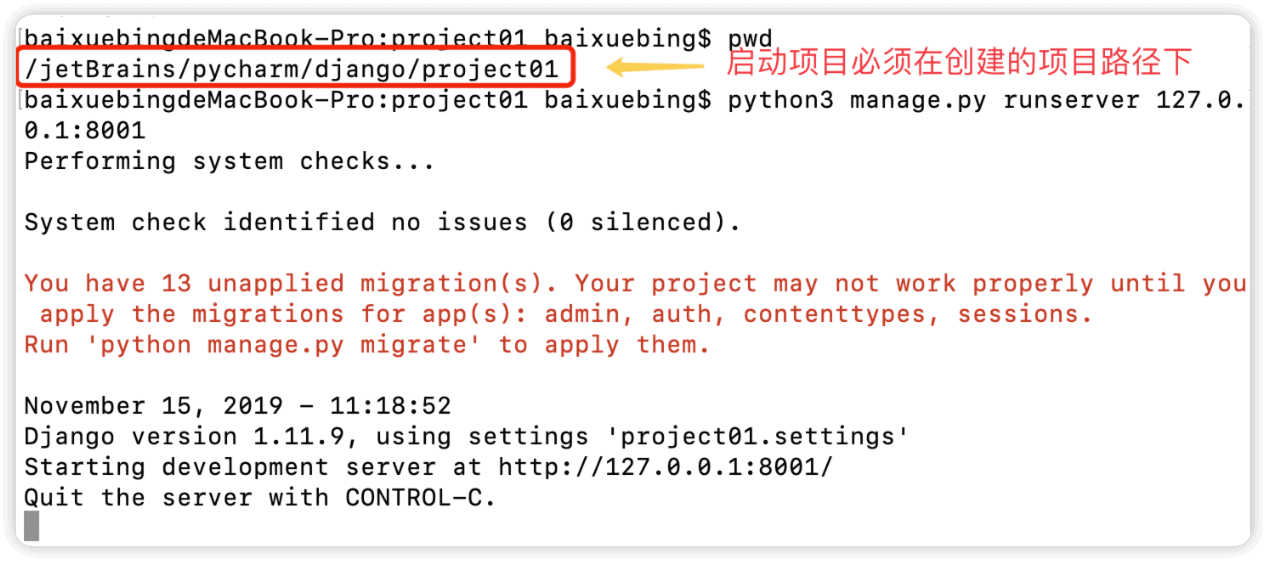 [baixuebingdeMacBook-Pro:project01 baixuebing$ pwd
/jetBrains/pycharm/django/project01
启动项目必须在创建的项目路径下
[baixuebingdeMacBook-Pro:project01 baixuebing$ python3 manage.py runserver 127.0.
0.1:8001
Performing system checks...
System check identified no issues (0 silenced).
You have 13 unapplied migration(s). Your project may not work properly until you
apply the migrations for app(s): admin, auth, contenttypes, sessions.
Run 'python manage.py migrate' to apply them.
November 15, 2019 - 11:18:52
Django version 1.11.9, using settings 'project01.settings'
Starting development server at http://127.0.0.1:8001/
Quit the server with CONTROL-C.